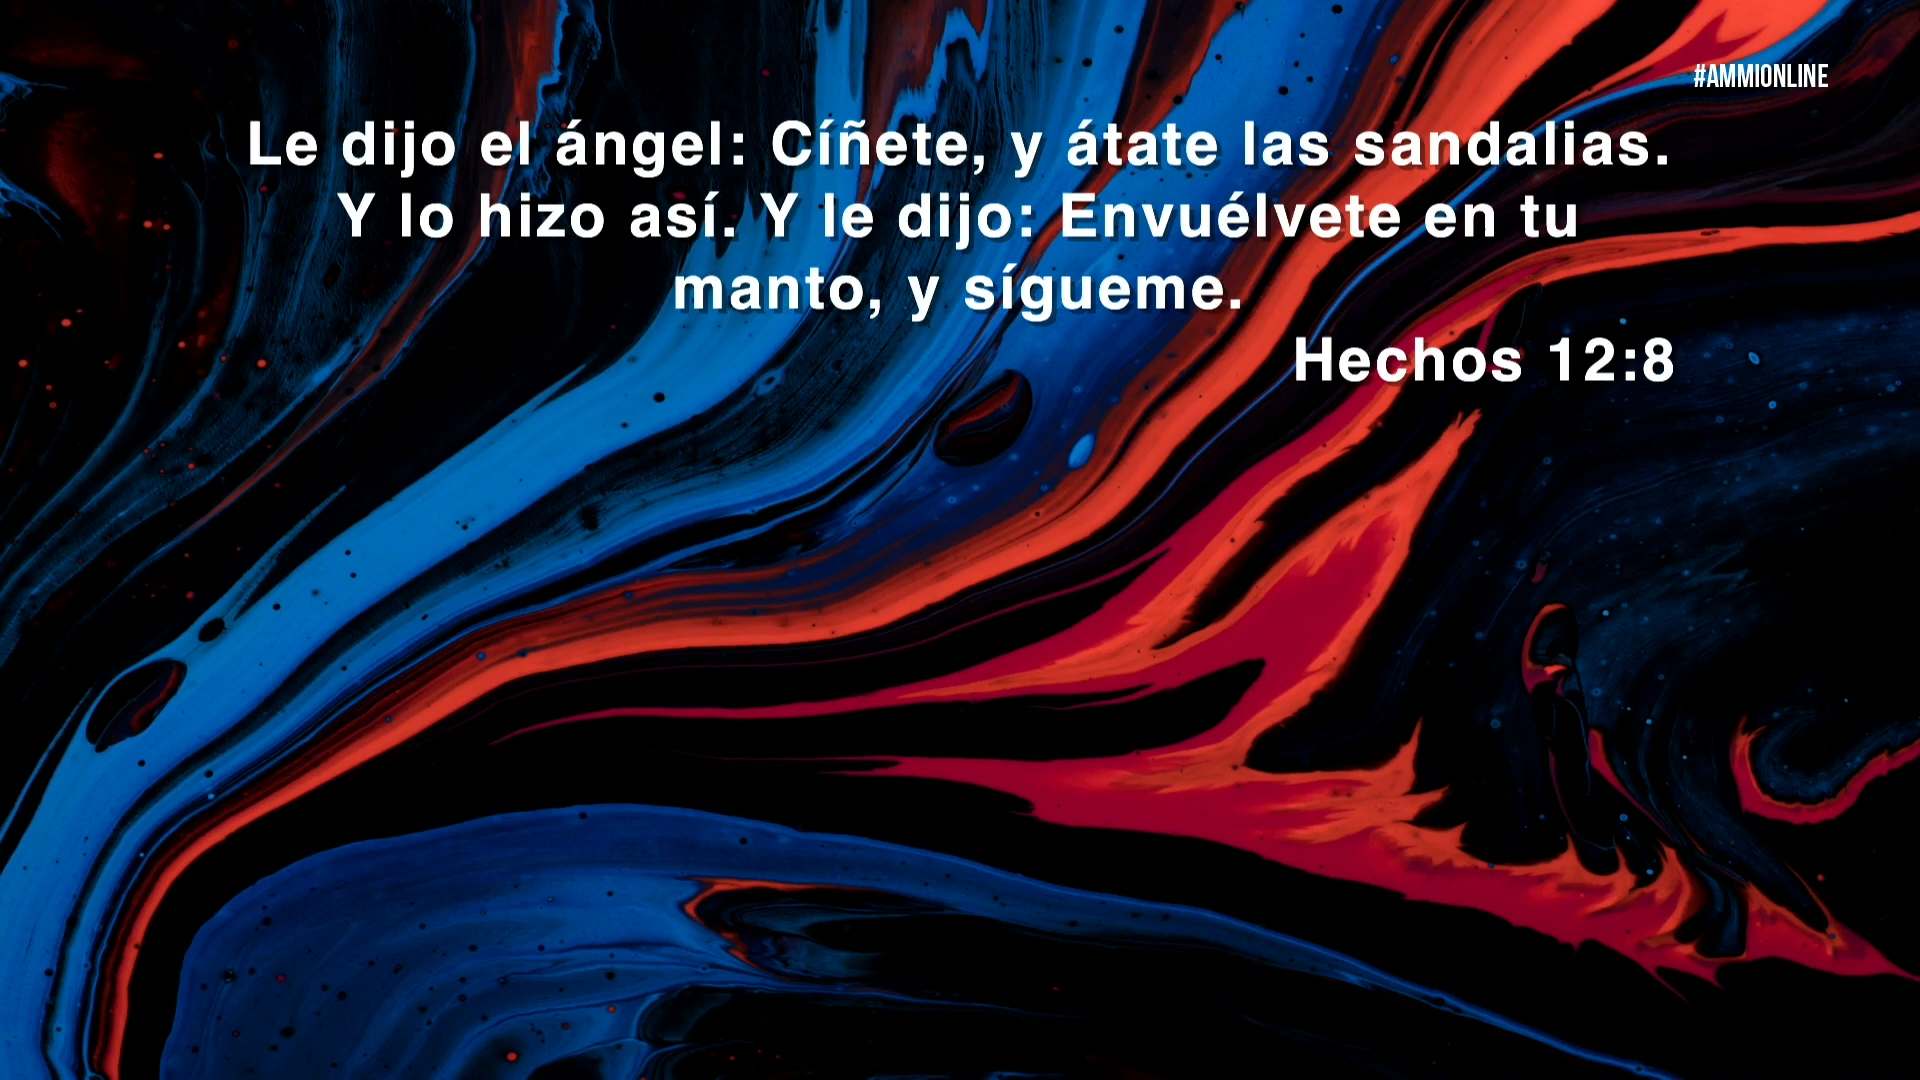 #AMMIONLINE
Le dijo el ángel: Cíñete, y átate las sandalias.
Y lo hizo así. Y le dijo: Envuélvete en tu
manto, y sígueme.
Hechos 12:8